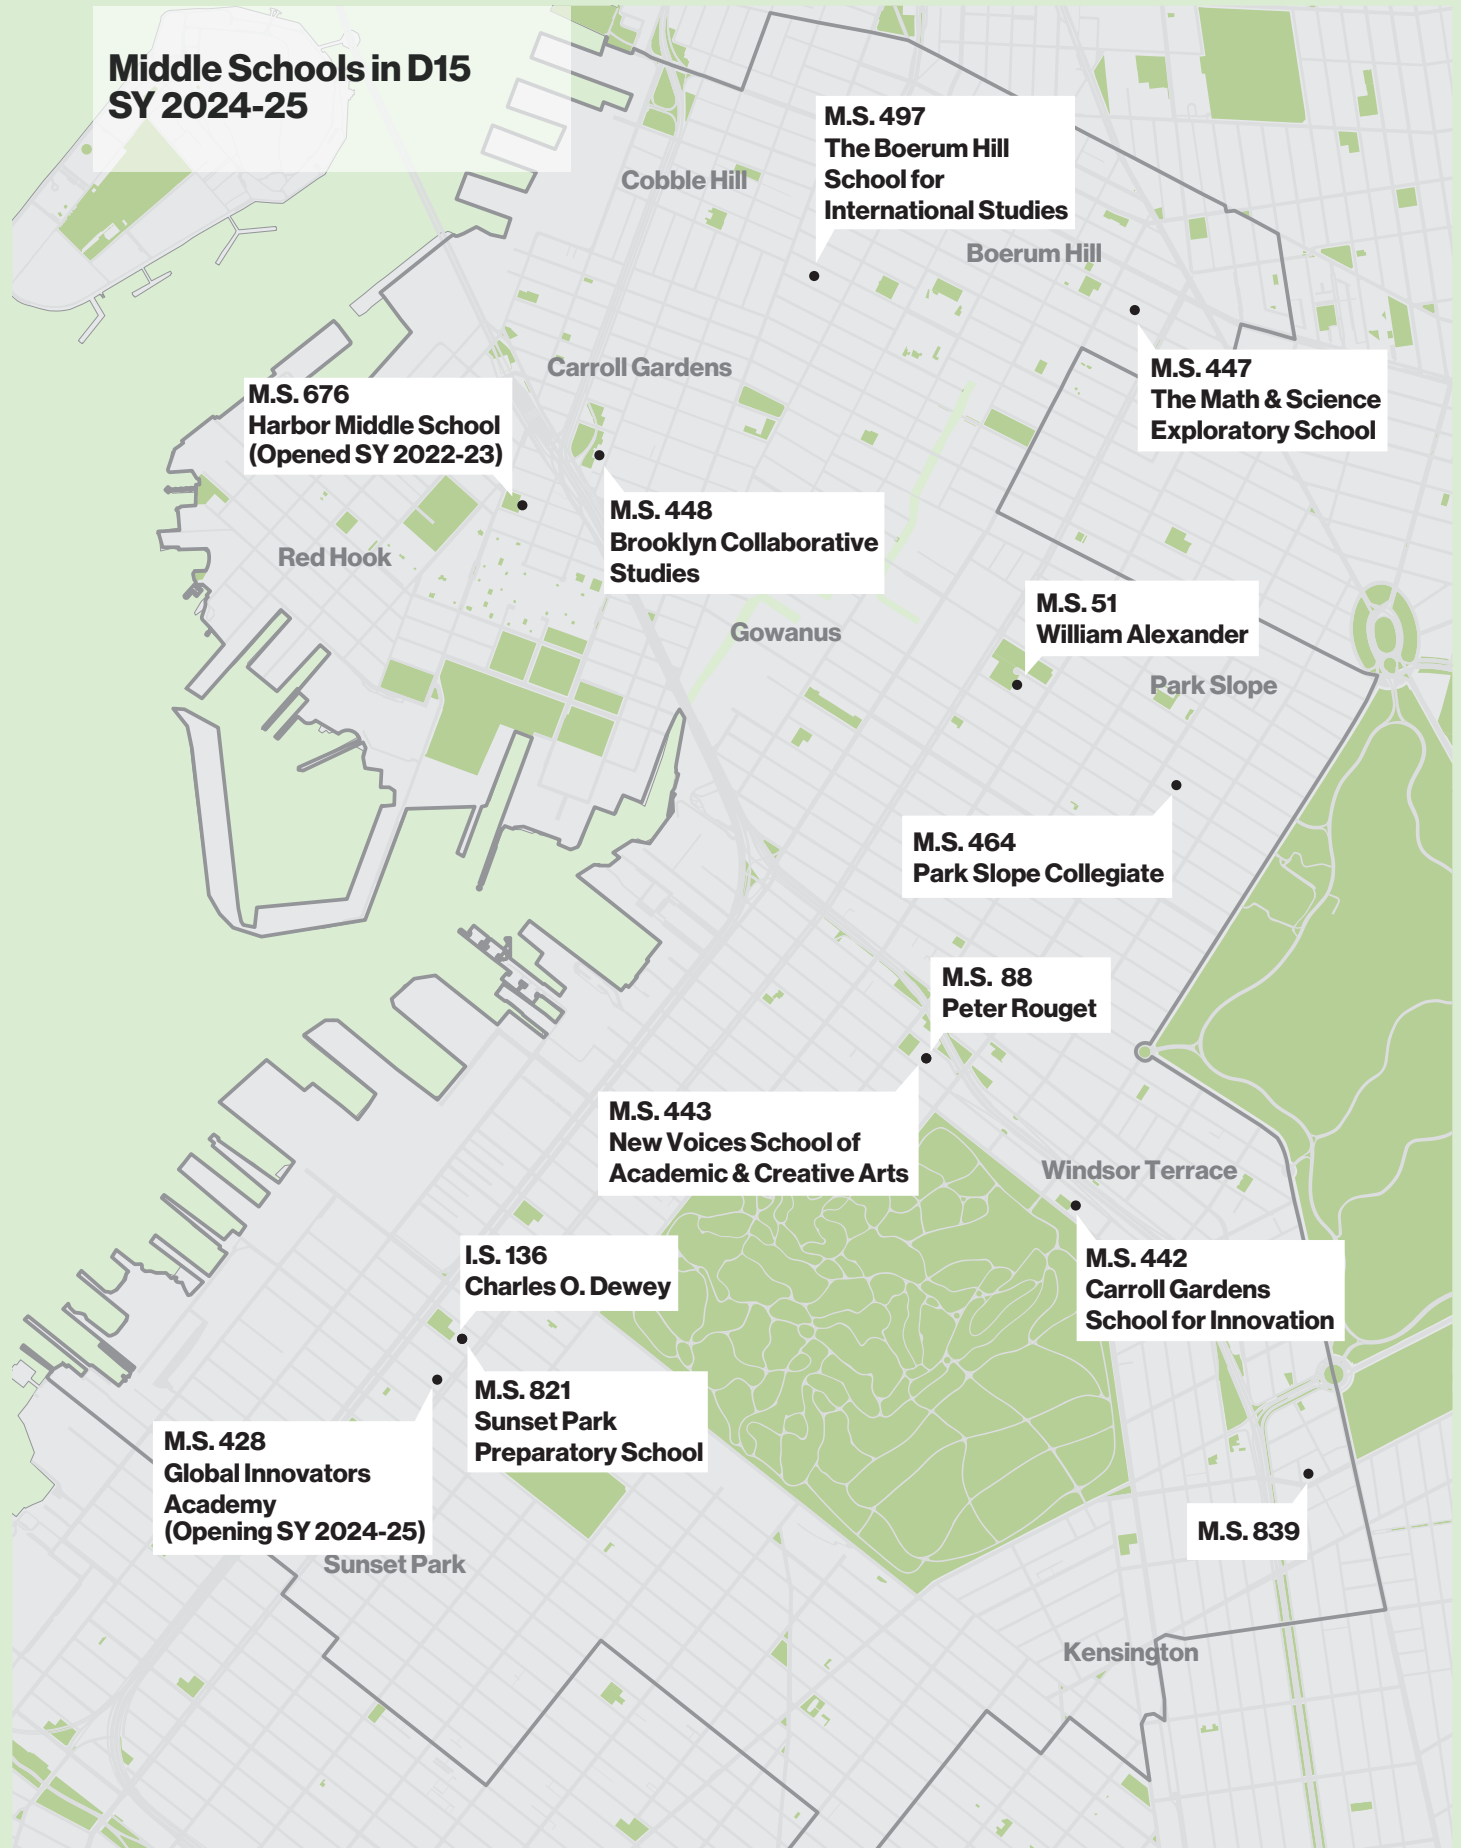 Middle Schools in D15
SY 2024-25
M.S. 497
The Boerum Hill
School for
International Studies
Cobble Hill
Boerum Hill
Carroll Gardens
M.S. 447
The Math & Science
Exploratory School
M.S. 676
Harbor Middle School
(Opened SY 2022-23)
M.S. 448
Brooklyn Collaborative
Studies
Red Hook
M.S. 51
William Alexander
Gowanus
Park Slope
M.S. 464
Park Slope Collegiate
M.S. 88
Peter Rouget
M.S. 443
New Voices School of
Academic & Creative Arts
Windsor Terrace
I.S. 136
Charles O. Dewey
M.S. 442
Carroll Gardens
School for Innovation
M.S. 821
Sunset Park
Preparatory School
M.S. 428
Global Innovators
Academy
(Opening SY 2024-25)
M.S. 839
Sunset Park
Kensington